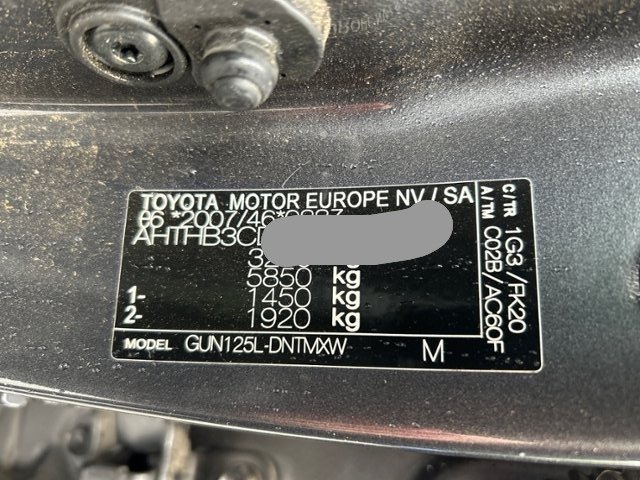 TOYOTA MOTOR EUROPE NV/SA
AHTHB3C
5850 kg
1- 1450 kg
2- 1920 kg
MODEL GUN125L-DNTMXW M
C/TR 1G3/FK20
A/TM C02B/AC60F